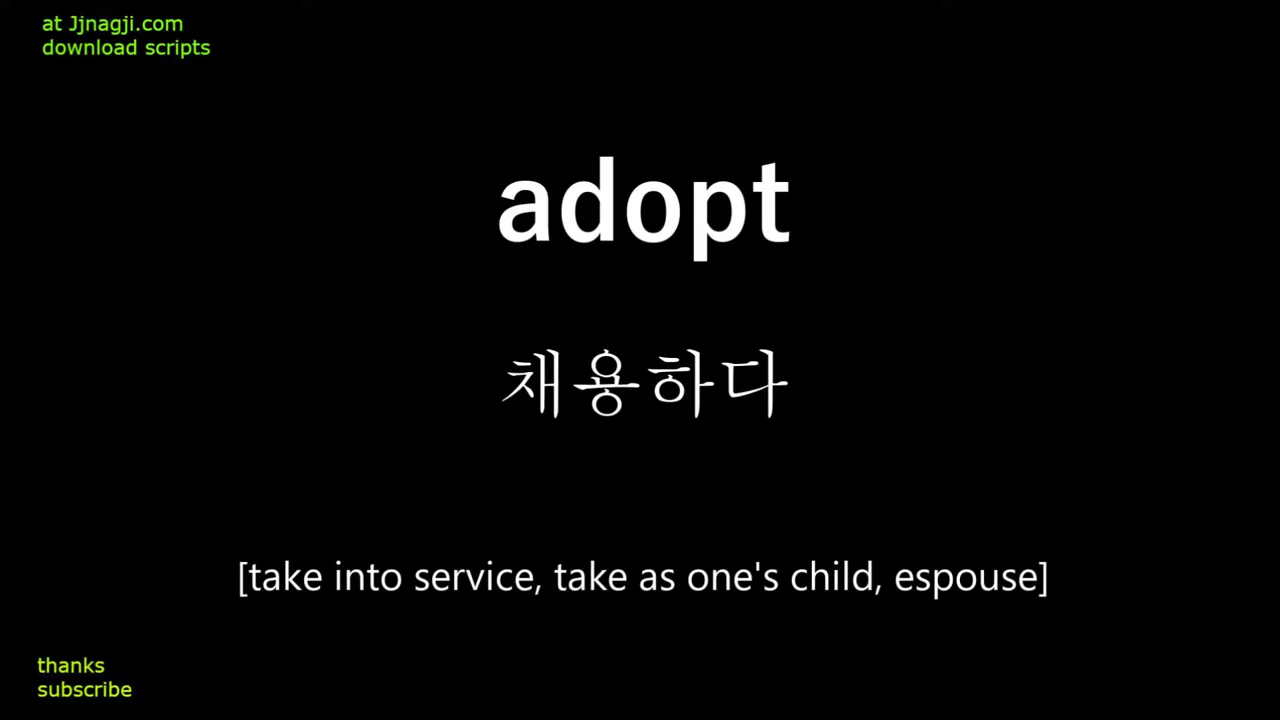 at Jjnagji.com
download scripts
adopt
채용하다
[take into service, take as one's child, espouse]
thanks
subscribe